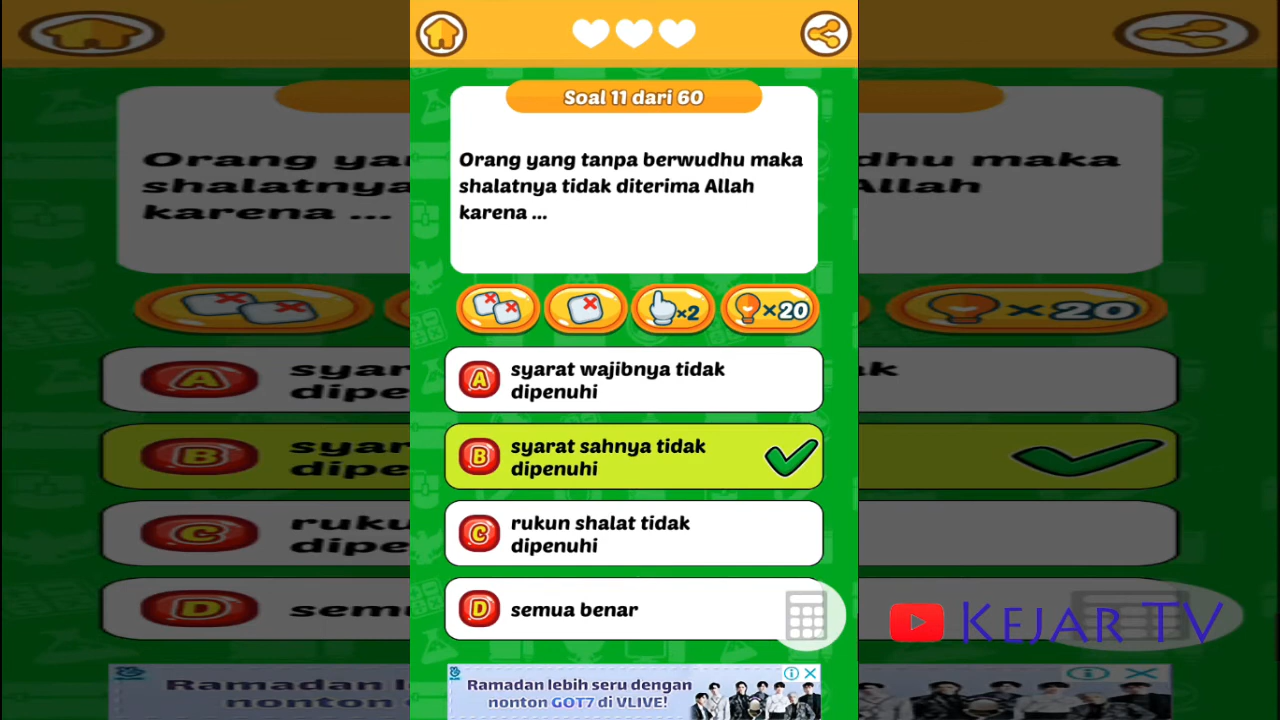 Soal 11 dari 60
Orang yang tanpa berwudhu maka
shalatnya tidak diterima Allah
karena ...
×2
×20
A
syarat wajibnya tidak
dipenuhi
B
syarat sahnya tidak
dipenuhi
C
rukun shalat tidak
dipenuhi
D
semua benar
KEJAR TV
Ramadan lebih seru dengan
nonton GOT7 di VLIVE!